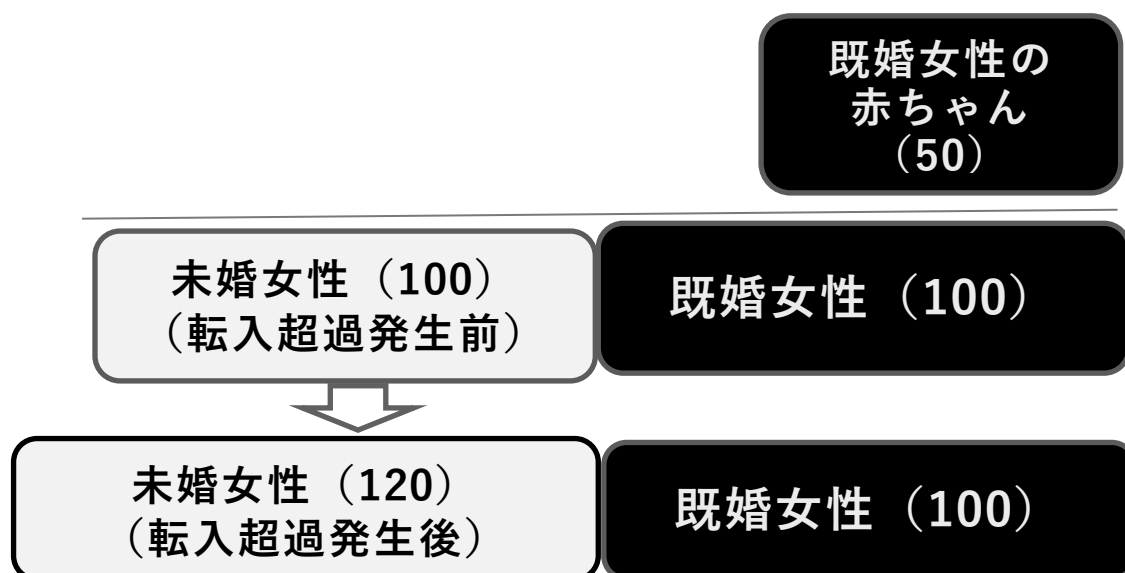 既婚女性の
赤ちゃん
（50）
未婚女性（100）
（転入超過発生前）
既婚女性（100）
未婚女性（120）
（転入超過発生後）
既婚女性（100）